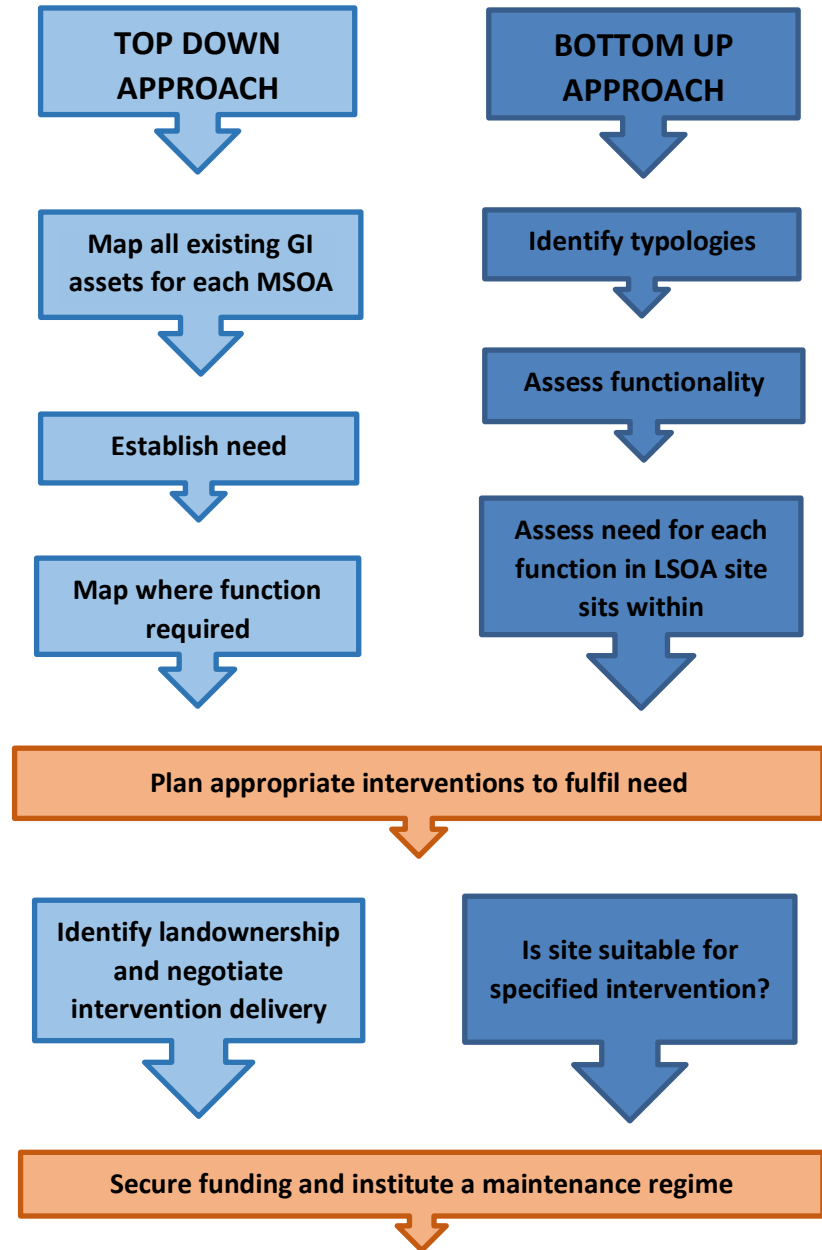 TOP DOWN
APPROACH
Map all existing GI
assets for each MSOA
Establish need
Map where function
required
BOTTOM UP
APPROACH
Identify typologies
Assess functionality
Assess need for each
function in LSOA site
sits within
Plan appropriate interventions to fulfil need
Identify landownership
and negotiate
intervention delivery
Is site suitable for
specified intervention?
Secure funding and institute a maintenance regime